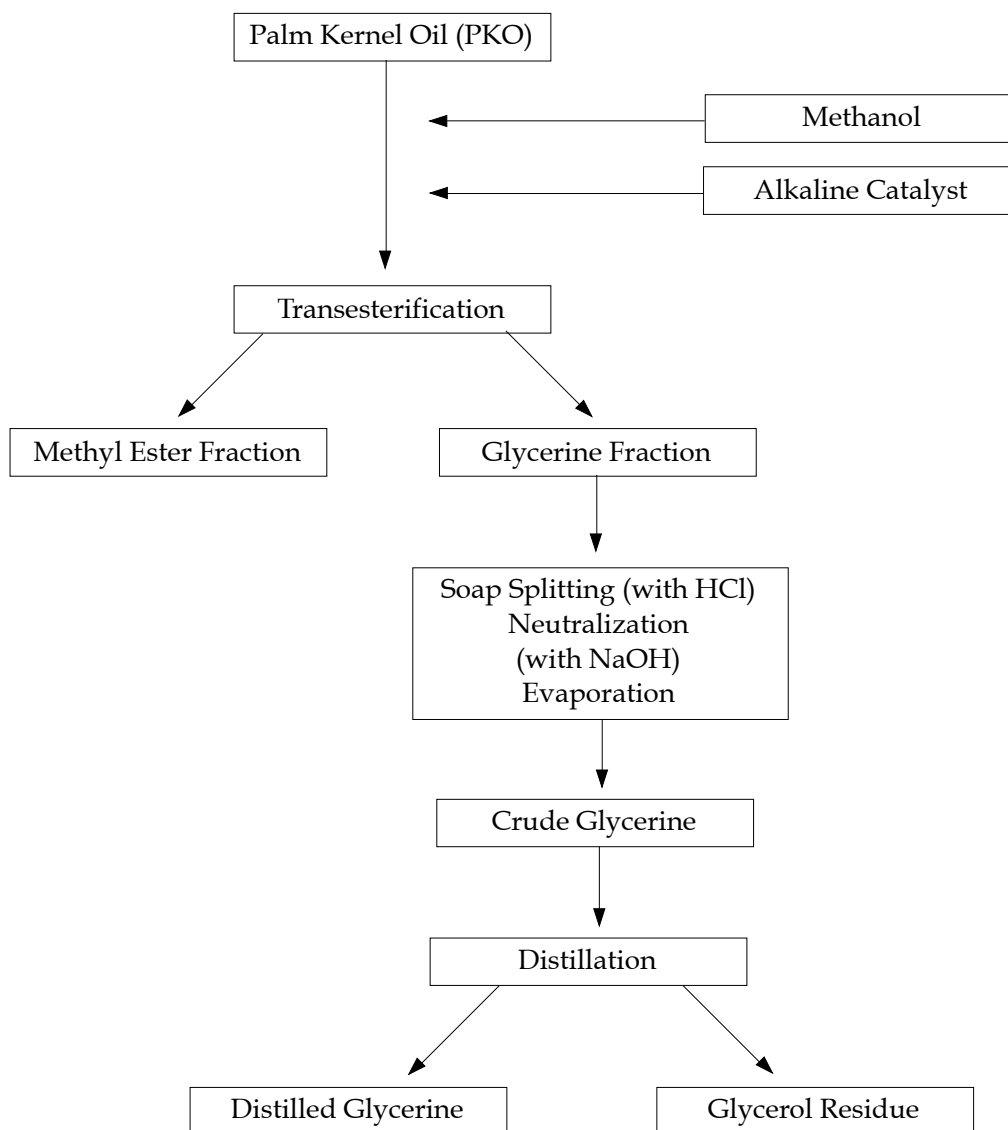 Palm Kernel Oil (PKO)
Methanol
Alkaline Catalyst
Transesterification
Methyl Ester Fraction
Glycerine Fraction
Soap Splitting (with HCl)
Neutralization
(with NaOH)
Evaporation
Crude Glycerine
Distillation
Distilled Glycerine
Glycerol Residue